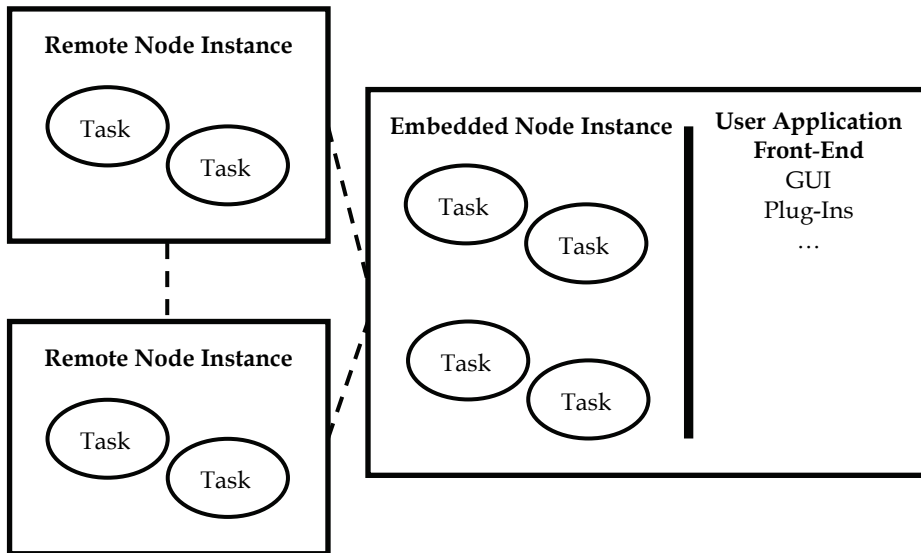 Remote Node Instance
Task
Task
Embedded Node Instance
Task
Task
Task
Task
User Application
Front-End
GUI
Plug-Ins
…
Remote Node Instance
Task
Task